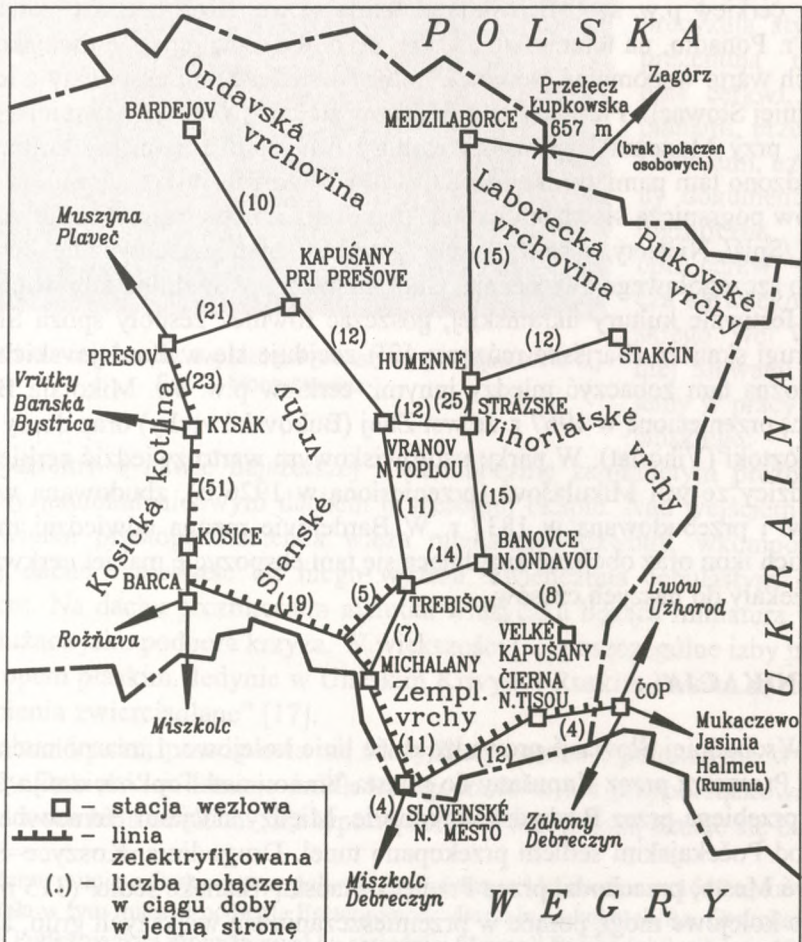 POLSKA
Ondavská
vrchovina
BARDEJOV
Przełęcz
Łupkowska
657 m
Zagórz
MEDZILABORCE
(brak połączeń
osobowych)
Laborecká
vrchovina
Bukovské
vrchy
(10)
Muszyna
Plaveč
(15)
KAPUŠANY
PRI PREŠOVE
(21)
(12)
PREŠOV
(12)
STAKČÍN
HUMENNÉ
(23)
Vrútky
Banská
Bystrica
(25)
STRÁŽSKE
(12)
KYSAK
VRANOV
N.TOPLOU
Vihorlatské
vrchy
UKRAINA
Košická kotlina
Slanské
vrchy
(51)
(11)
(15)
KOŠICE
BANOVCE
N.ONDAVOU
(14)
BARCA
(19)
(5)
TREBIŠOV
(8)
Lwów
Užhorod
Rožňava
(7)
VELKÉ
KAPUŠANY
MICHALANY
ČIERNA
N.TISOU
ČOP
Zempl.
vrchy
Miszkolc
(4)
Mukaczewo
Jasinia
Halmeu
(Rumunia)
(11)
(12)
(4)
SLOVENSKÉ
N. MESTO
Záhony
Debreczyn
Miszkolc
Debreczyn
WĘGRY
– stacja węzłowa
– linia
zelektryfikowana
(..) liczba połączeń
w ciągu doby
w jedną stronę